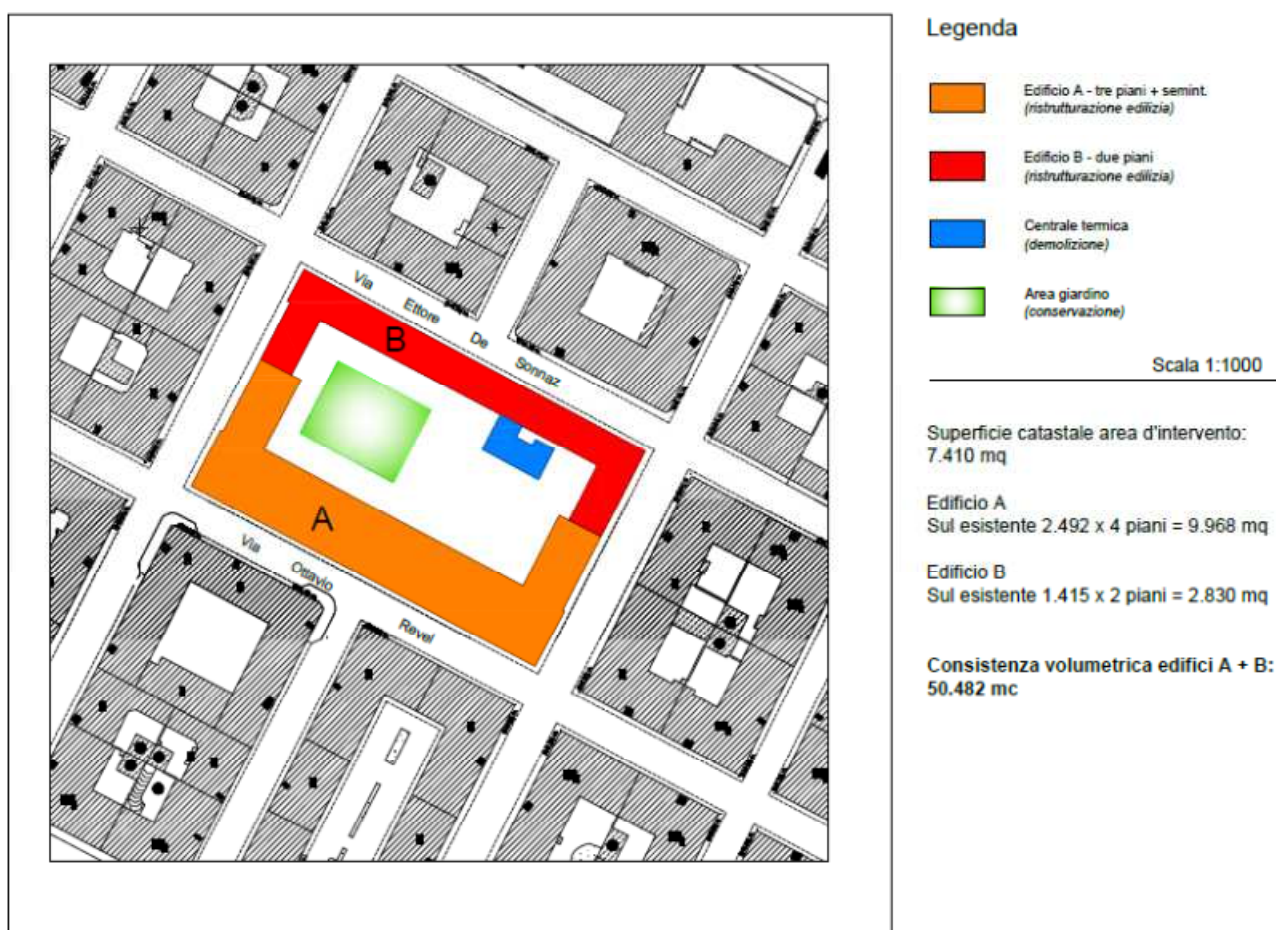 Legenda
Edificio A - tre piani + semint.
(ristrutturazione edilizia)
Edificio B - due piani
(ristrutturazione edilizia)
Centrale termica
(demolizione)
Area giardino
(conservazione)
Scala 1:1000
Superficie catastale area d'intervento:
7.410 mq
Edificio A
Sul esistente 2.492 x 4 piani = 9.968 mq
Edificio B
Sul esistente 1.415 x 2 piani = 2.830 mq
Consistenza volumetrica edifici A + B:
50.482 mc
Via Ettore De Sonnaz
B
A
Via Ottavio Revel